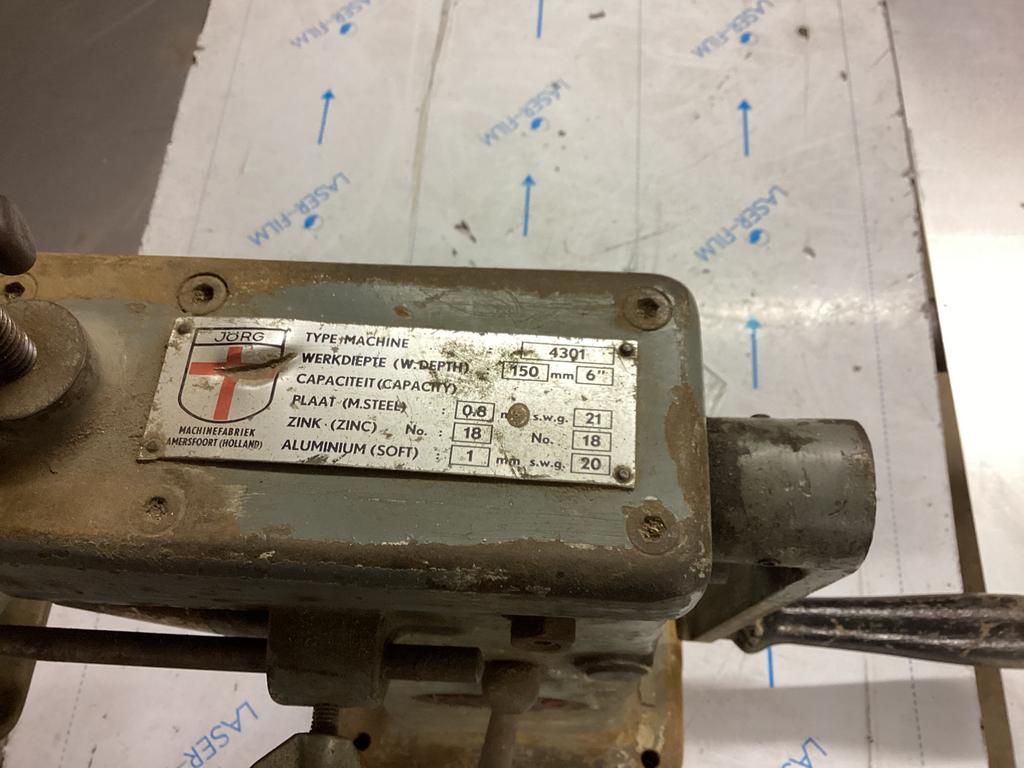 LASER-FILM
LASER-FILM
LASER-FILM
LASER-FILM
LASER-FILM
JÖRG
MACHINEFABRIEK
AMERSFOORT (HOLLAND)
TYPE MACHINE : 4301
WERKDIEPTE (W. DEPTH) : 150 mm 6"
CAPACITEIT (CAPACITY)
PLAAT (M. STEEL) : 0.8 s.w.g. 21
ZINK (ZINC) No. : 18 No. 18
ALUMINIUM (SOFT) : 1 mm s.w.g. 20
LASER
LASER